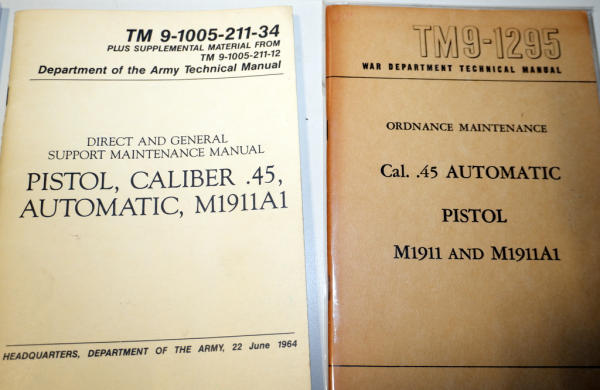 TM 9-1005-211-34
PLUS SUPPLEMENTAL MATERIAL FROM
TM 9-1005-211-12
Department of the Army Technical Manual
DIRECT AND GENERAL
SUPPORT MAINTENANCE MANUAL
PISTOL, CALIBER .45,
AUTOMATIC, M1911A1
HEADQUARTERS, DEPARTMENT OF THE ARMY, 22 June 1964
TM9-1295
WAR DEPARTMENT TECHNICAL MANUAL
ORDNANCE MAINTENANCE
Cal. .45 AUTOMATIC
PISTOL
M1911 AND M1911A1